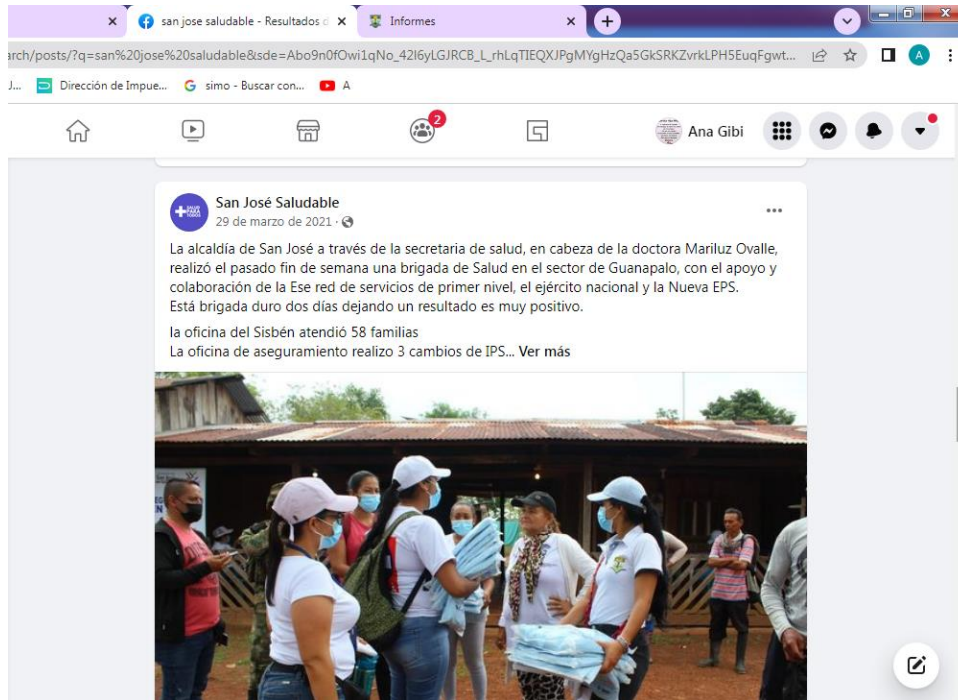 san jose saludable - Resultados d
Informes
arch/posts/?q=san%20jose%20saludable&sde=Abo9n0fOwi1qNo_42I6yLGJRCB_L_rhLqTIEQXJPgMYgHzQa5GkSRKZvrkLPH5EuqFgwt...
A
J...
Dirección de Impue...
simo - Buscar con...
A
2
Ana Gibi
SALUD
PARA
TODOS
San José Saludable
29 de marzo de 2021 ·
La alcaldía de San José a través de la secretaria de salud, en cabeza de la doctora Mariluz Ovalle,
realizó el pasado fin de semana una brigada de Salud en el sector de Guanapalo, con el apoyo y
colaboración de la Ese red de servicios de primer nivel, el ejército nacional y la Nueva EPS.
Está brigada duro dos días dejando un resultado es muy positivo.
la oficina del Sisbén atendió 58 familias
La oficina de aseguramiento realizo 3 cambios de IPS... Ver más